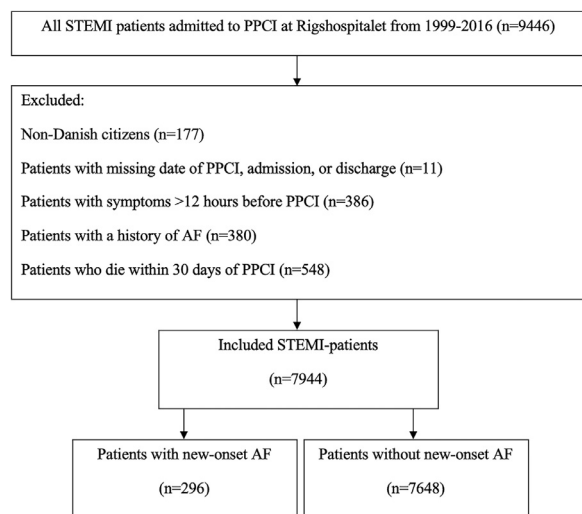 All STEMI patients admitted to PPCI at Rigshospitalet from 1999-2016 (n=9446)
Excluded:
Non-Danish citizens (n=177)
Patients with missing date of PPCI, admission, or discharge (n=11)
Patients with symptoms >12 hours before PPCI (n=386)
Patients with a history of AF (n=380)
Patients who die within 30 days of PPCI (n=548)
Included STEMI-patients
(n=7944)
Patients with new-onset AF
(n=296)
Patients without new-onset AF
(n=7648)